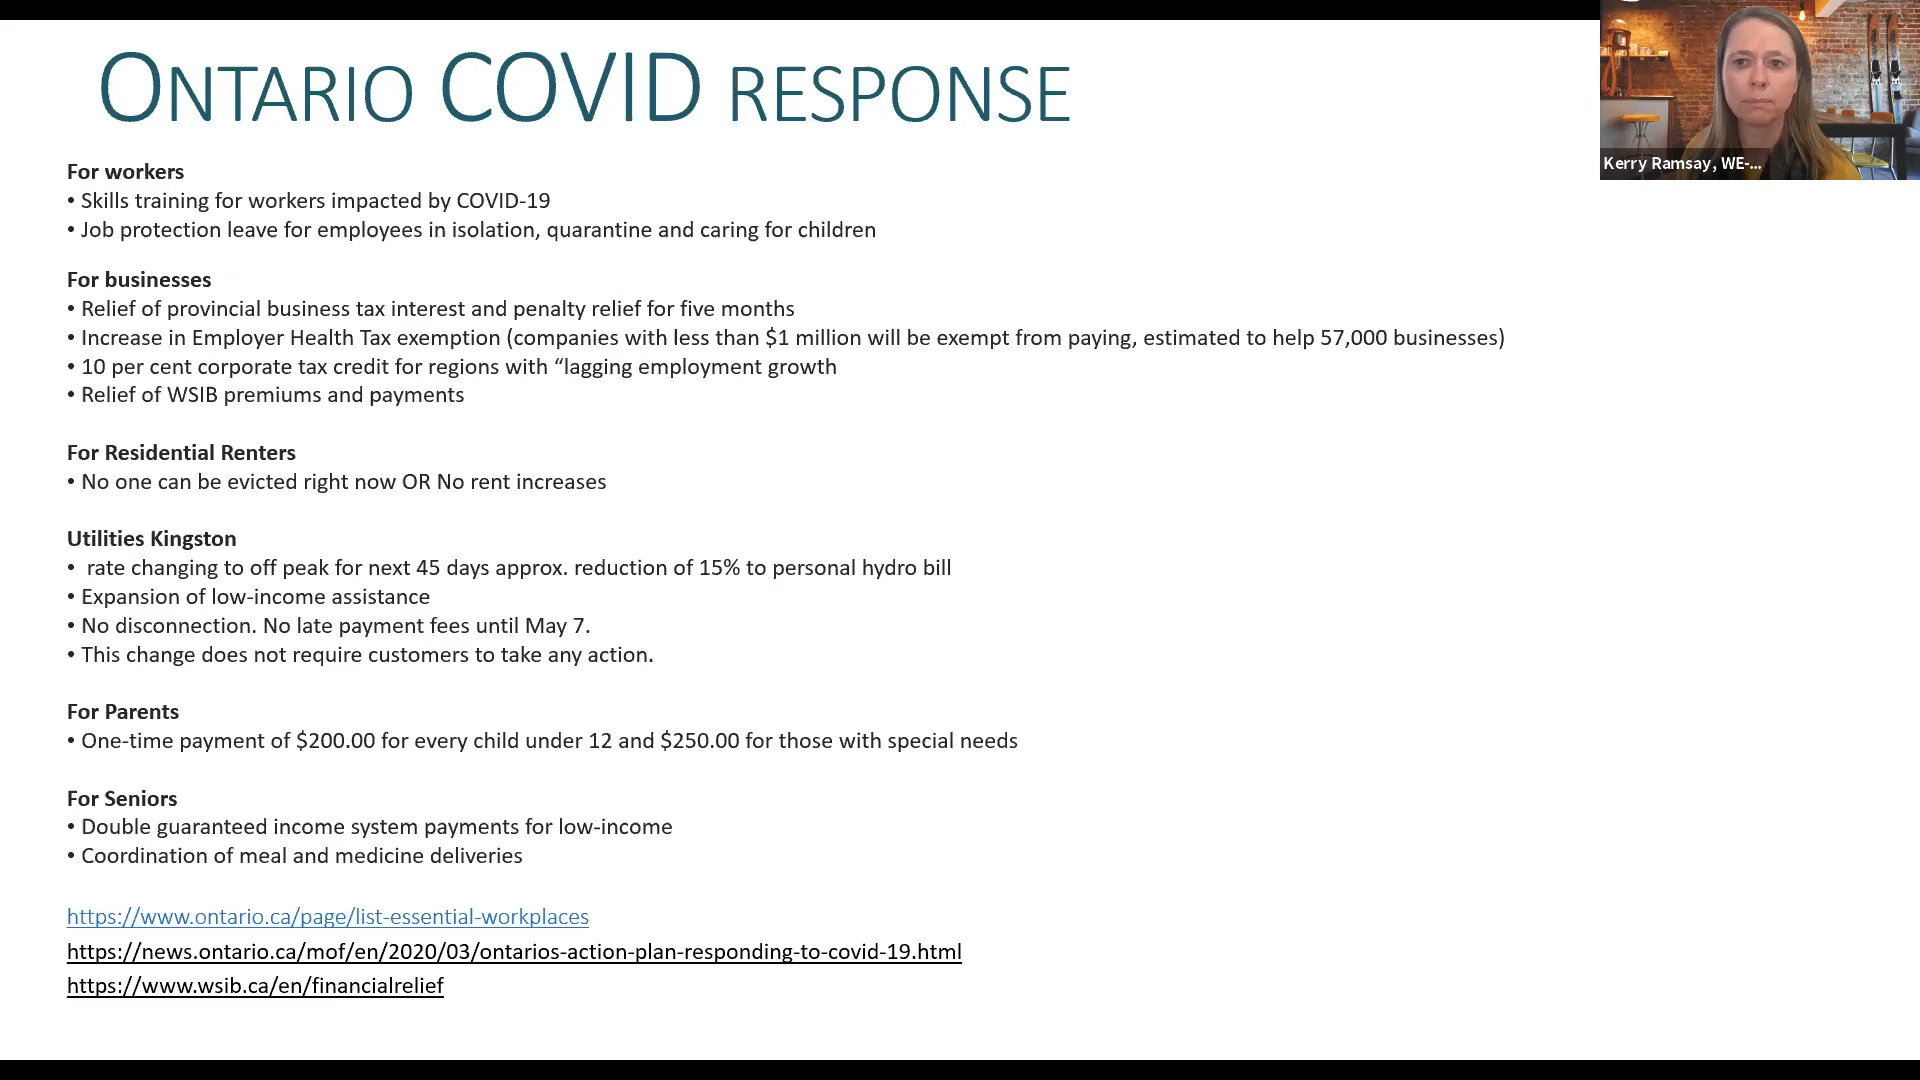 ONTARIO COVID RESPONSE
For workers
• Skills training for workers impacted by COVID-19
• Job protection leave for employees in isolation, quarantine and caring for children
For businesses
• Relief of provincial business tax interest and penalty relief for five months
• Increase in Employer Health Tax exemption (companies with less than $1 million will be exempt from paying, estimated to help 57,000 businesses)
• 10 per cent corporate tax credit for regions with “lagging employment growth
• Relief of WSIB premiums and payments
For Residential Renters
• No one can be evicted right now OR No rent increases
Utilities Kingston
• rate changing to off peak for next 45 days approx. reduction of 15% to personal hydro bill
• Expansion of low-income assistance
• No disconnection. No late payment fees until May 7.
• This change does not require customers to take any action.
For Parents
• One-time payment of $200.00 for every child under 12 and $250.00 for those with special needs
For Seniors
• Double guaranteed income system payments for low-income
• Coordination of meal and medicine deliveries
https://www.ontario.ca/page/list-essential-workplaces
https://news.ontario.ca/mof/en/2020/03/ontarios-action-plan-responding-to-covid-19.html
https://www.wsib.ca/en/financialrelief
Kerry Ramsay, WE-...